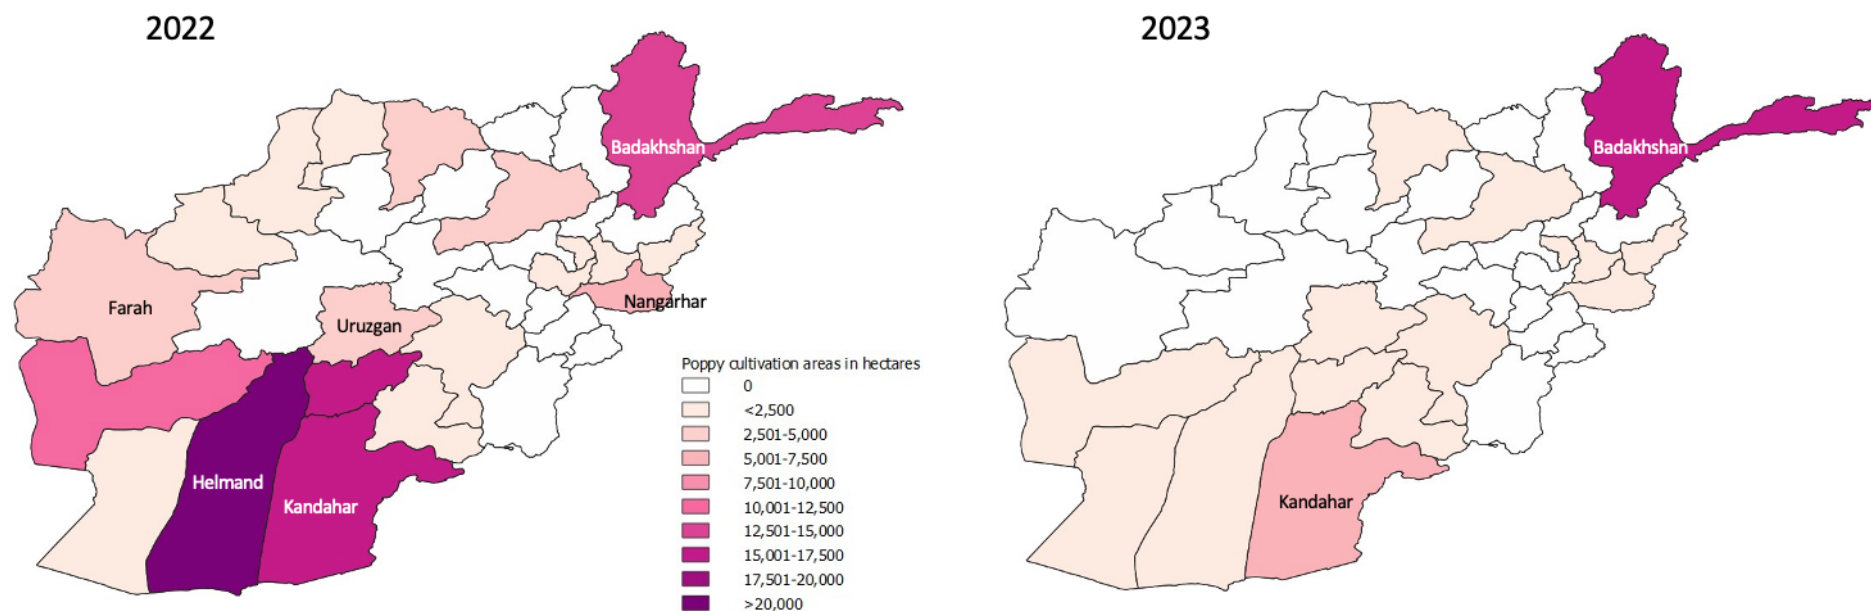 2022
2023
Badakhshan
Badakhshan
Farah
Nangarhar
Uruzgan
Poppy cultivation areas in hectares
0
<2,500
2,501-5,000
5,001-7,500
7,501-10,000
10,001-12,500
12,501-15,000
15,001-17,500
17,501-20,000
>20,000
Helmand
Kandahar
Kandahar